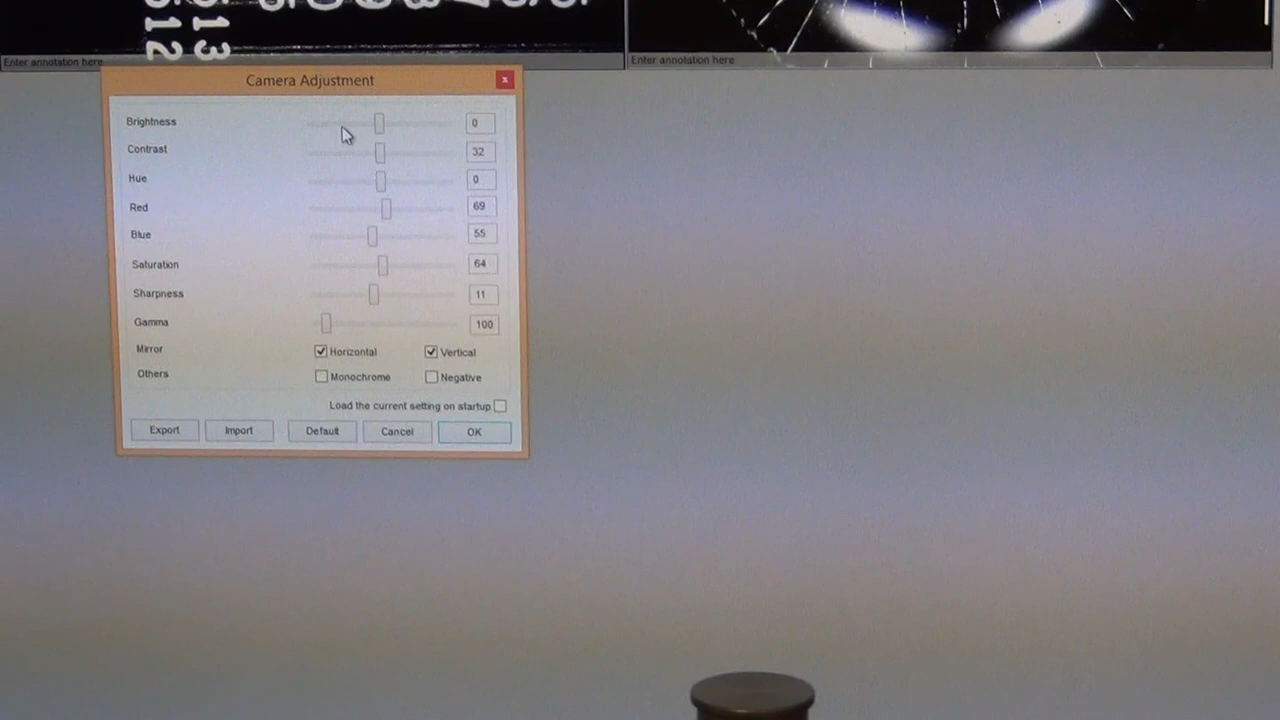 512
513
Enter annotation here
Enter annotation here
Camera Adjustment
x
Brightness 0
Contrast 32
Hue 0
Red 69
Blue 55
Saturation 64
Sharpness 11
Gamma 100
Mirror Horizontal Vertical
Others Monochrome Negative
Load the current setting on startup
Export Import Default Cancel OK